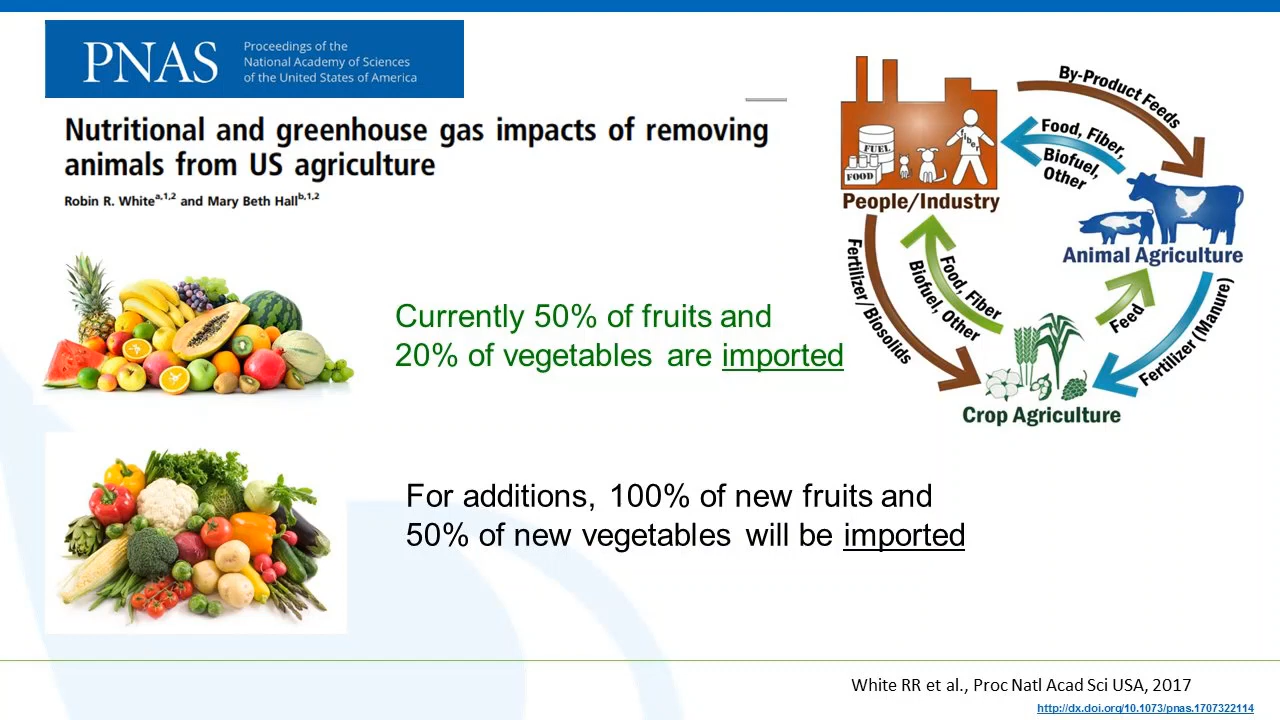 PNAS
Proceedings of the
National Academy of Sciences
of the United States of America
Nutritional and greenhouse gas impacts of removing
animals from US agriculture
Robin R. White^a,1,2 and Mary Beth Hall^b,1,2
By-Product Feeds
Food, Fiber,
Biofuel,
Other
FUEL
FOOD
fiber
People/Industry
Animal Agriculture
Fertilizer/Biosolids
Food, Fiber
Biofuel, Other
Feed
Fertilizer (Manure)
Crop Agriculture
Currently 50% of fruits and
20% of vegetables are imported
For additions, 100% of new fruits and
50% of new vegetables will be imported
White RR et al., Proc Natl Acad Sci USA, 2017
http://dx.doi.org/10.1073/pnas.1707322114